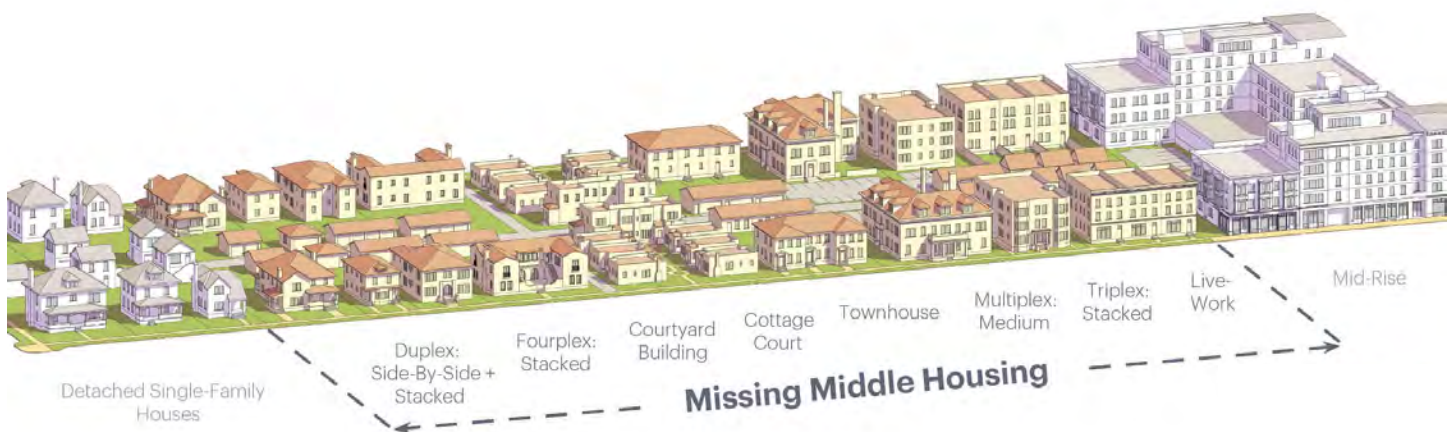 Detached Single-Family
Houses
Duplex:
Side-By-Side +
Stacked
Fourplex:
Stacked
Courtyard
Building
Cottage
Court
Townhouse
Multiplex:
Medium
Triplex:
Stacked
Live-
Work
Mid-Rise
Missing Middle Housing